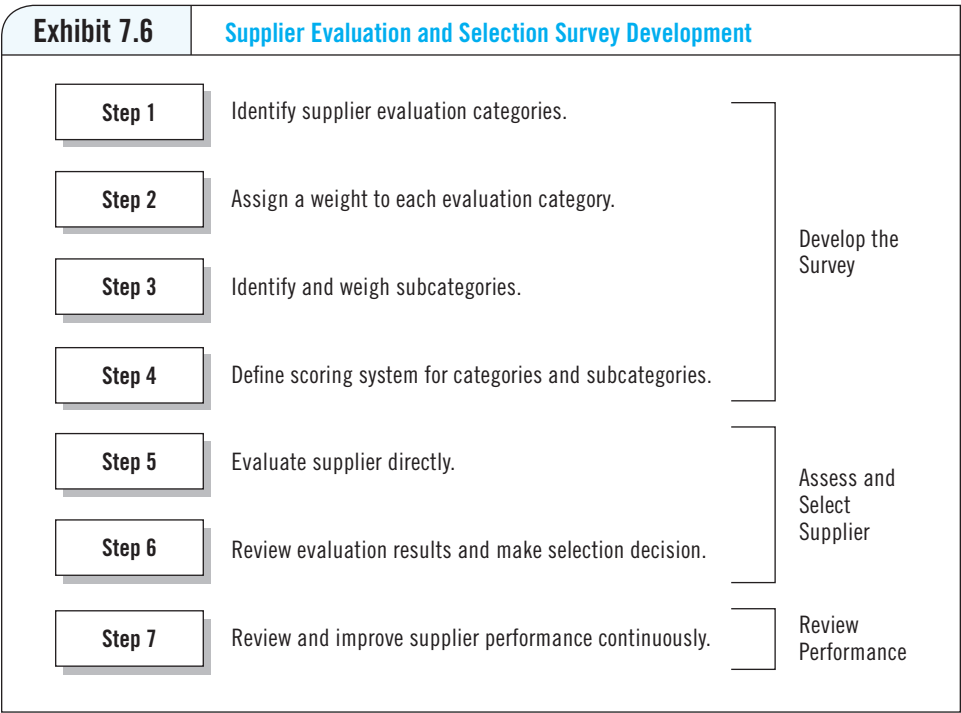 Exhibit 7.6
Supplier Evaluation and Selection Survey Development
Step 1
Identify supplier evaluation categories.
Step 2
Assign a weight to each evaluation category.
Step 3
Identify and weigh subcategories.
Step 4
Define scoring system for categories and subcategories.
Develop the
Survey
Step 5
Evaluate supplier directly.
Step 6
Review evaluation results and make selection decision.
Assess and
Select
Supplier
Step 7
Review and improve supplier performance continuously.
Review
Performance